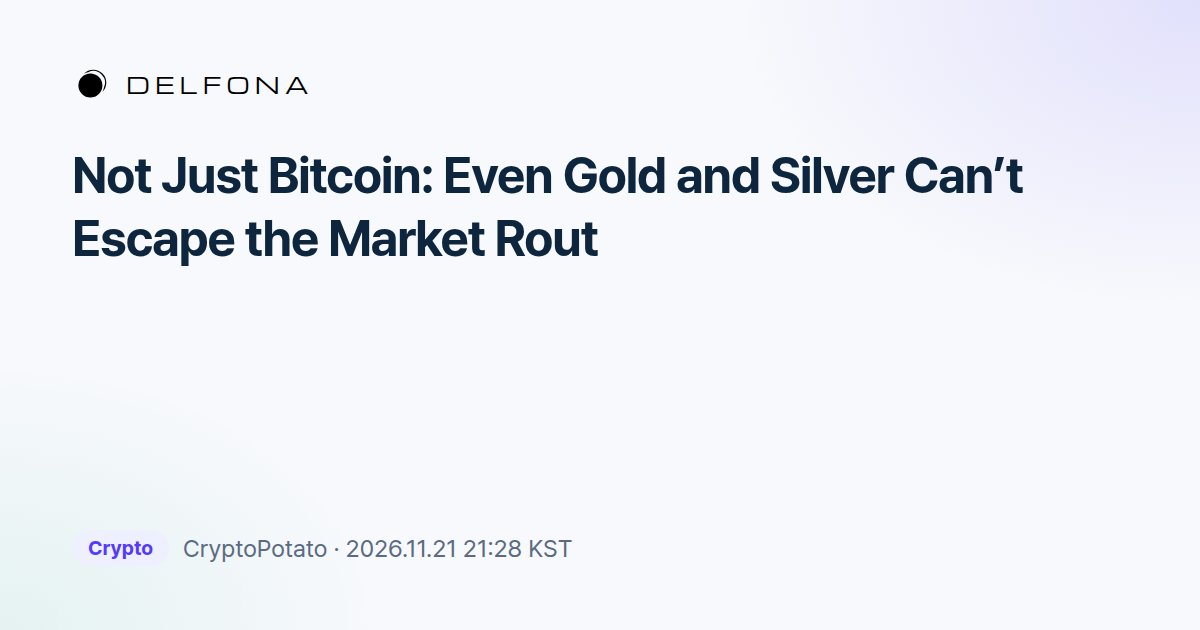 DELFONA
Not Just Bitcoin: Even Gold and Silver Can’t
Escape the Market Rout
Crypto CryptoPotato · 2026.11.21 21:28 KST